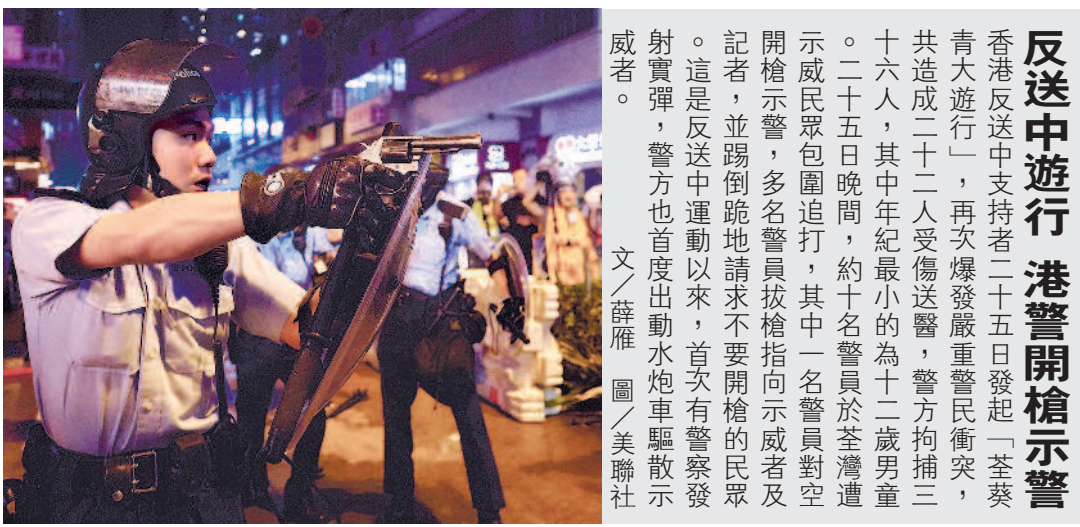 反送中遊行 港警開槍示警
香港反送中支持者二十五日發起「荃葵
青大遊行」，再次爆發嚴重警民衝突，
共造成二十二人受傷送醫，警方拘捕三
十六人，其中年紀最小的為十二歲男童
。二十五日晚間，約十名警員於荃灣遭
示威民眾包圍追打，其中一名警員對空
開槍示警，多名警員拔槍指向示威者及
記者，並踢倒跪地請求不要開槍的民眾
。這是反送中運動以來，首次有警察發
射實彈，警方也首度出動水炮車驅散示
威者。
文／薛雁 圖／美聯社